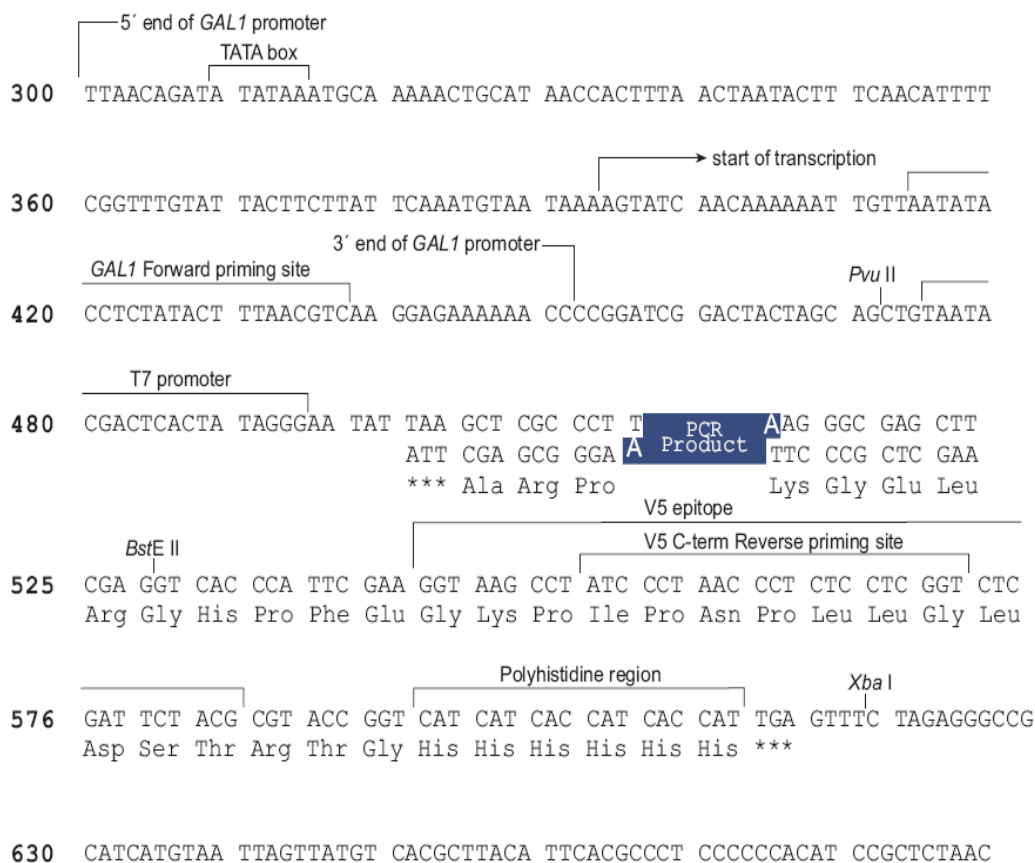 5´ end of GAL1 promoter
TATA box
300 TTAACAGATA TATAAATGCA AAAACTGCAT AACCACTTTA ACTAATACTT TCAACATTTT
start of transcription
360 CGGTTTGTAT TACTTCTTAT TCAAATGTAA TAAAAGTATC AACAAAAAAT TGTTAATATA
3´ end of GAL1 promoter
GAL1 Forward priming site
Pvu II
420 CCTCTATACT TTAACGTCAA GGAGAAAAAA CCCCGGATCG GACTACTAGC AGCTGTAATA
T7 promoter
480 CGACTCACTA TAGGGAATAT TAA GCT CGC CCT T PCR A AG GGC GAG CTT
ATT CGA GCG GGA A Product TTC CCG CTC GAA
*** Ala Arg Pro Lys Gly Glu Leu
V5 epitope
BstE II V5 C-term Reverse priming site
525 CGA GGT CAC CCA TTC GAA GGT AAG CCT ATC CCT AAC CCT CTC CTC GGT CTC
Arg Gly His Pro Phe Glu Gly Lys Pro Ile Pro Asn Pro Leu Leu Gly Leu
Polyhistidine region Xba I
576 GAT TCT ACG CGT ACC GGT CAT CAT CAC CAT CAC CAT TGA GTTTC TAGAGGGCCG
Asp Ser Thr Arg Thr Gly His His His His His His ***
630 CATCATGTAA TTAGTTATGT CACGCTTACA TTCACGCCCT CCCCCCACAT CCGCTCTAAC